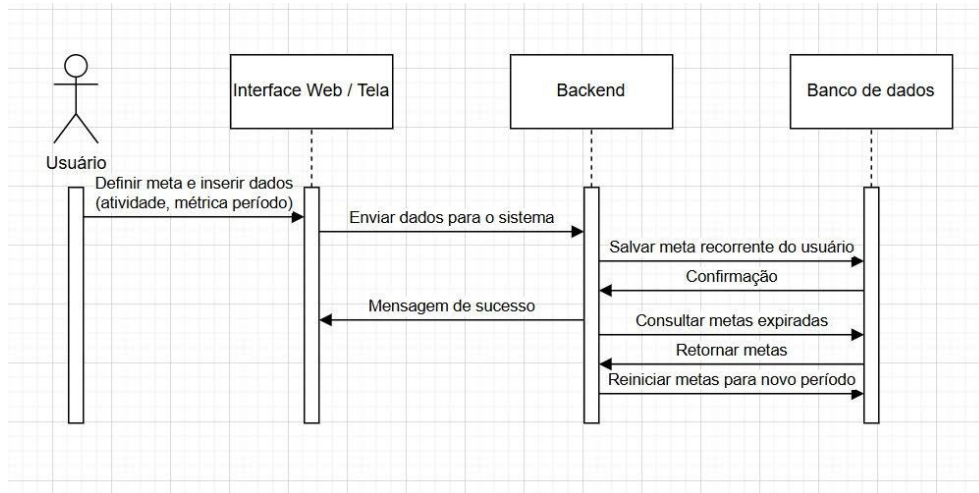 Interface Web / Tela
Backend
Banco de dados
Usuário
Definir meta e inserir dados
(atividade, métrica período)
Enviar dados para o sistema
Salvar meta recorrente do usuário
Confirmação
Mensagem de sucesso
Consultar metas expiradas
Retornar metas
Reiniciar metas para novo período